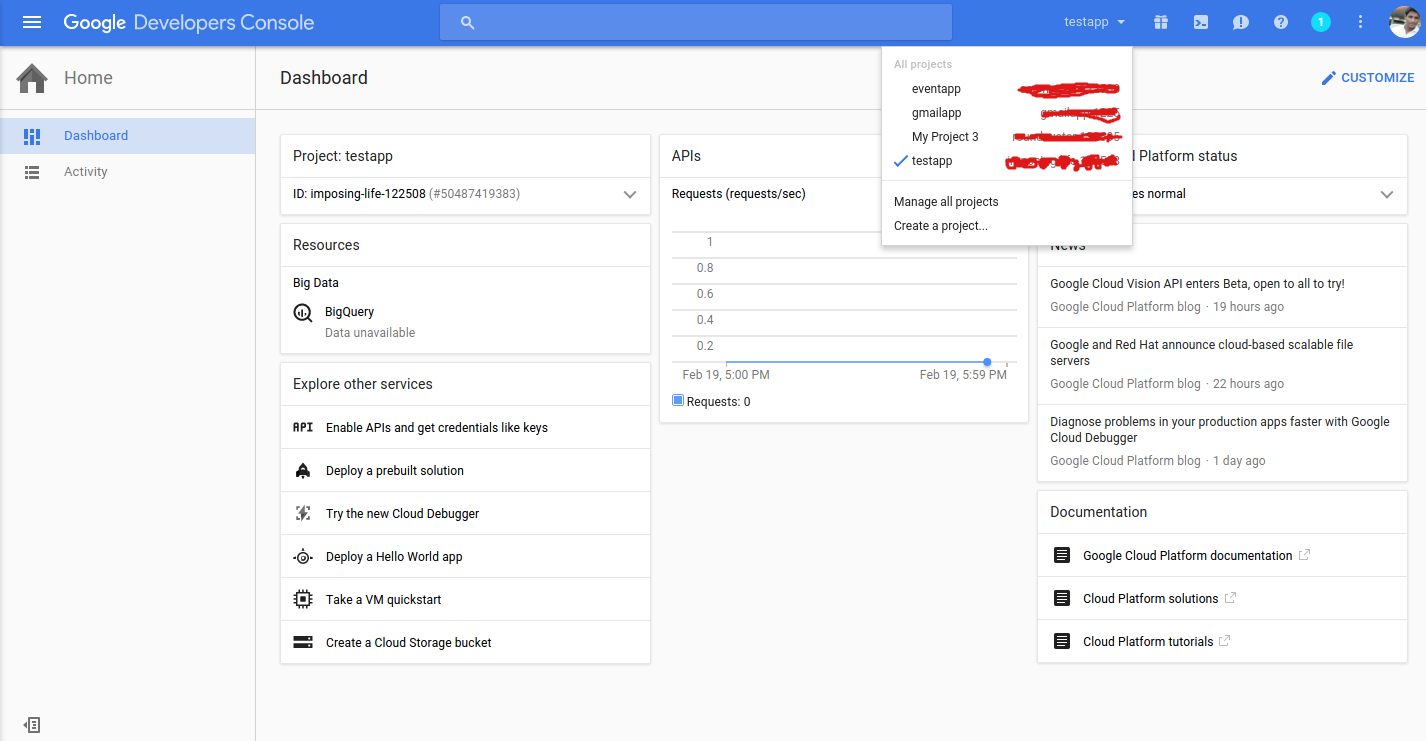 Google Developers Console
testapp
1
Home
Dashboard
CUSTOMIZE
Dashboard
Activity
All projects
eventapp
gmailapp
My Project 3
testapp
Manage all projects
Create a project...
Project: testapp
ID: imposing-life-122508 (#50487419383)
Resources
Big Data
BigQuery
Data unavailable
Explore other services
API Enable APIs and get credentials like keys
Deploy a prebuilt solution
Try the new Cloud Debugger
Deploy a Hello World app
Take a VM quickstart
Create a Cloud Storage bucket
APIs
Requests (requests/sec)
1
0.8
0.6
0.4
0.2
Feb 19, 5:00 PM Feb 19, 5:59 PM
Requests: 0
Platform status
normal
News
Google Cloud Vision API enters Beta, open to all to try!
Google Cloud Platform blog · 19 hours ago
Google and Red Hat announce cloud-based scalable file
servers
Google Cloud Platform blog · 22 hours ago
Diagnose problems in your production apps faster with Google
Cloud Debugger
Google Cloud Platform blog · 1 day ago
Documentation
Google Cloud Platform documentation
Cloud Platform solutions
Cloud Platform tutorials